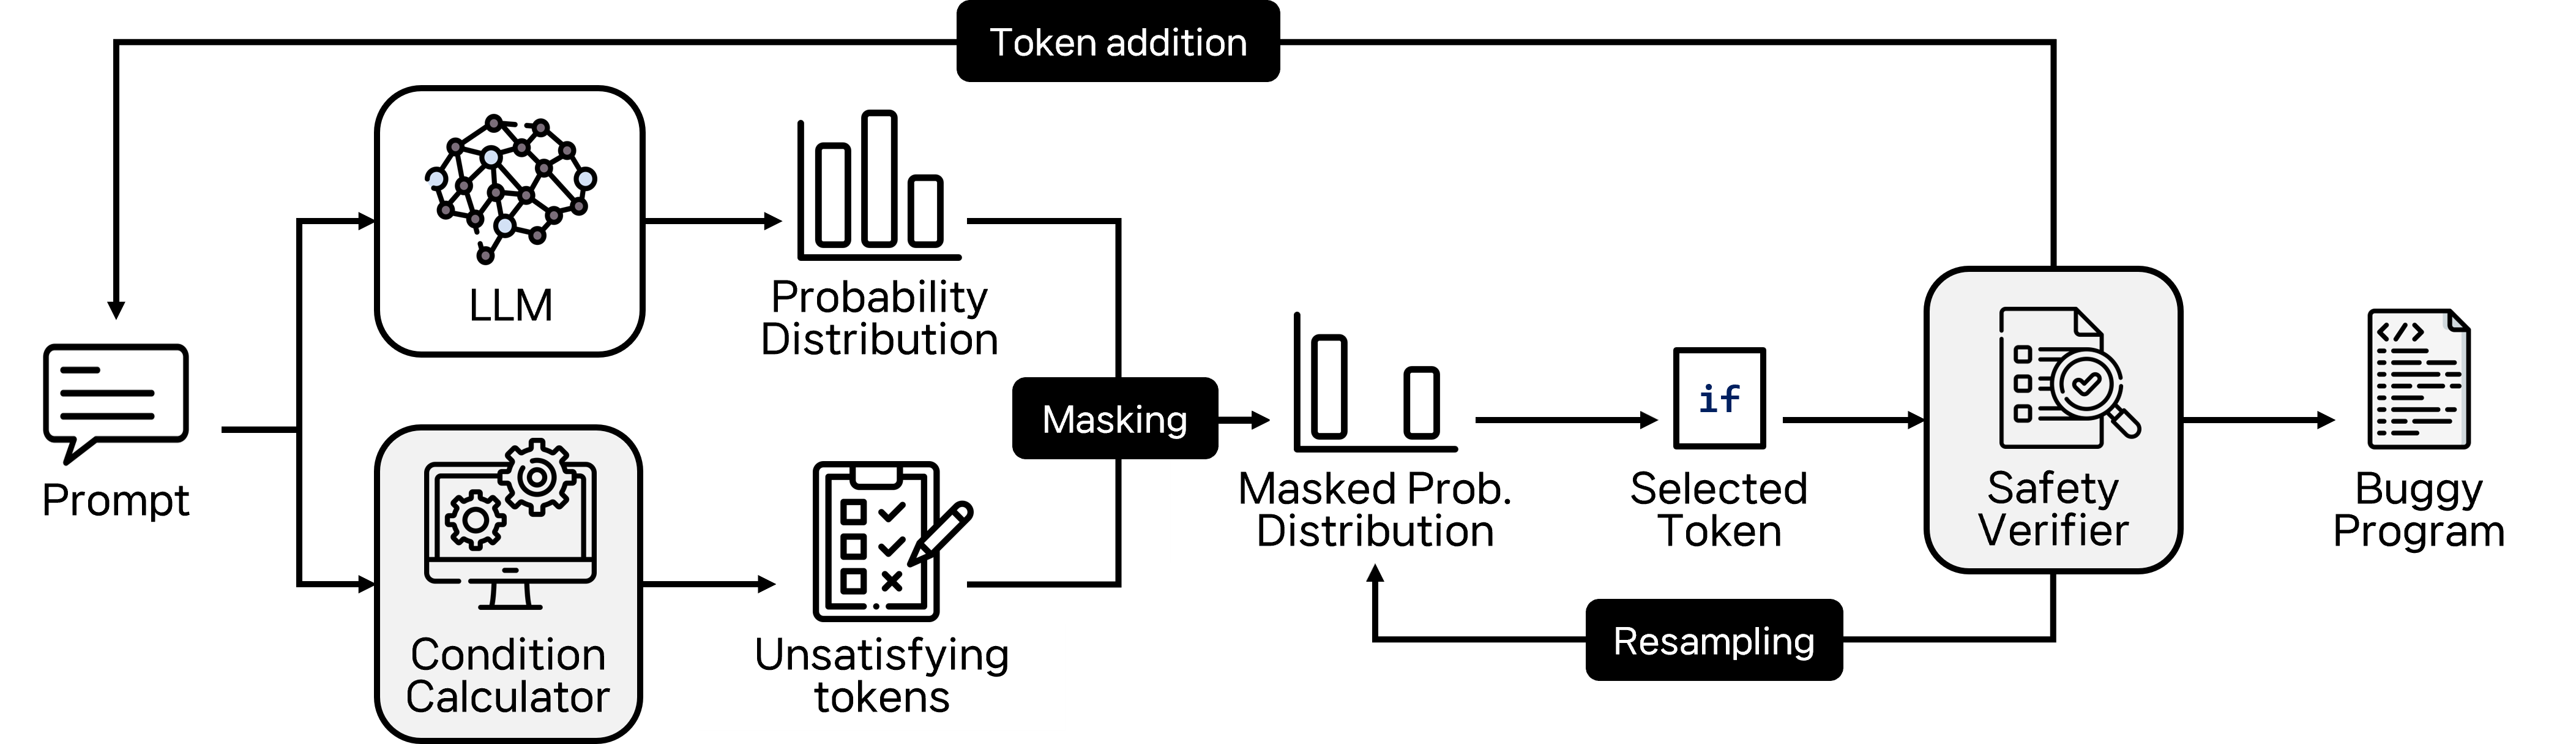 Token addition
LLM
Probability
Distribution
Prompt
Condition
Calculator
Unsatisfying
tokens
Masking
Masked Prob.
Distribution
if
Selected
Token
Resampling
Safety
Verifier
</>
Buggy
Program